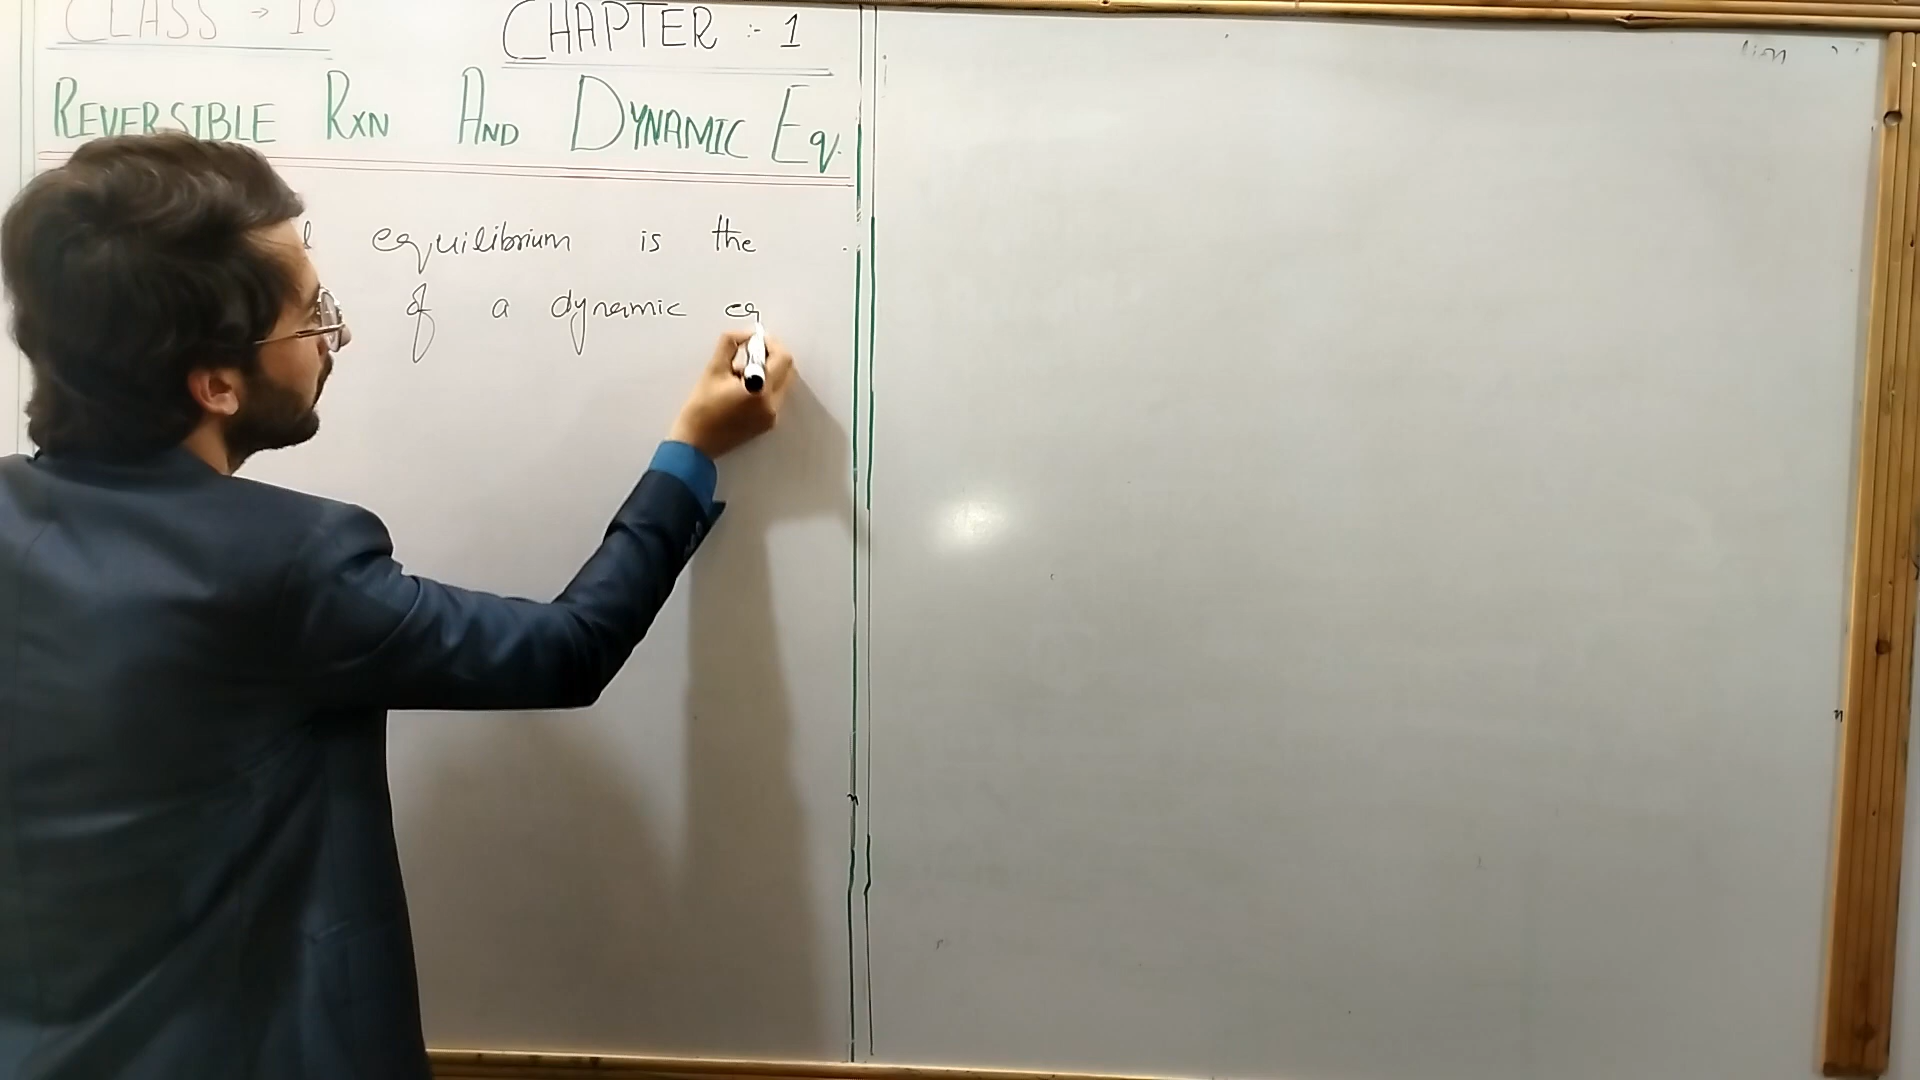 CLASS → 10
CHAPTER :- 1
REVERSIBLE RXN AND DYNAMIC Eq.
equilibrium is the
of a dynamic eq